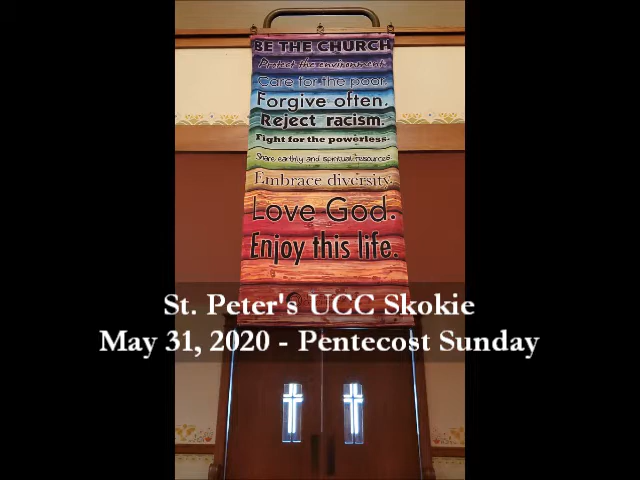 BE THE CHURCH
Protect the environment.
Care for the poor.
Forgive often.
Reject racism.
Fight for the powerless.
Share earthly and spiritual resources.
Embrace diversity.
Love God.
Enjoy this life.
St. Peter's UCC Skokie
May 31, 2020 - Pentecost Sunday